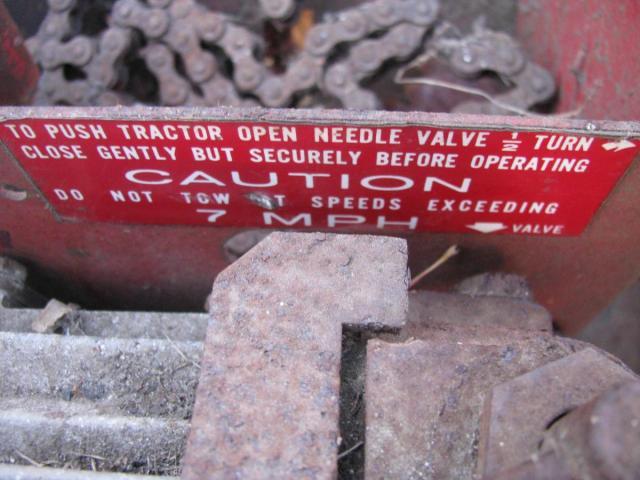 TO PUSH TRACTOR OPEN NEEDLE VALVE ½ TURN
CLOSE GENTLY BUT SECURELY BEFORE OPERATING
CAUTION
DO NOT TOW AT SPEEDS EXCEEDING
7 MPH
VALVE